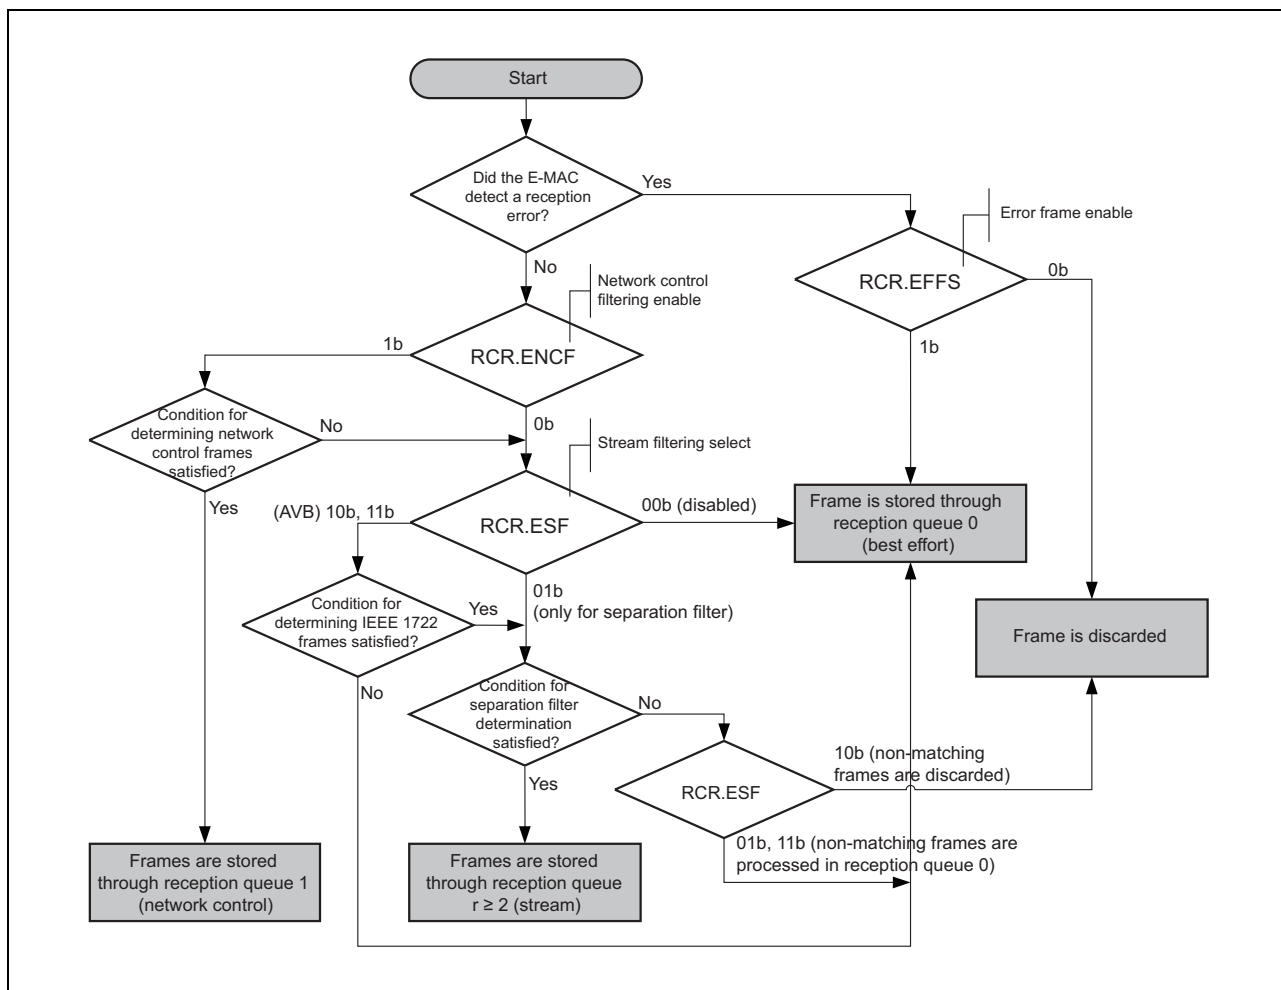 Start
Did the E-MAC
detect a reception
error?
Yes
Error frame enable
No
Network control
filtering enable
RCR.EFFS
0b
1b
RCR.ENCF
1b
0b
Condition for
determining network
control frames
satisfied?
No
Stream filtering select
Yes
(AVB) 10b, 11b
RCR.ESF
00b (disabled)
Frame is stored through
reception queue 0
(best effort)
01b
(only for separation filter)
Condition for
determining IEEE 1722
frames satisfied?
Yes
Frame is discarded
No
Condition for
separation filter
determination
satisfied?
No
Yes
RCR.ESF
10b (non-matching
frames are discarded)
01b, 11b (non-matching frames are
processed in reception queue 0)
Frames are stored
through reception queue 1
(network control)
Frames are stored
through reception queue
r ≥ 2 (stream)